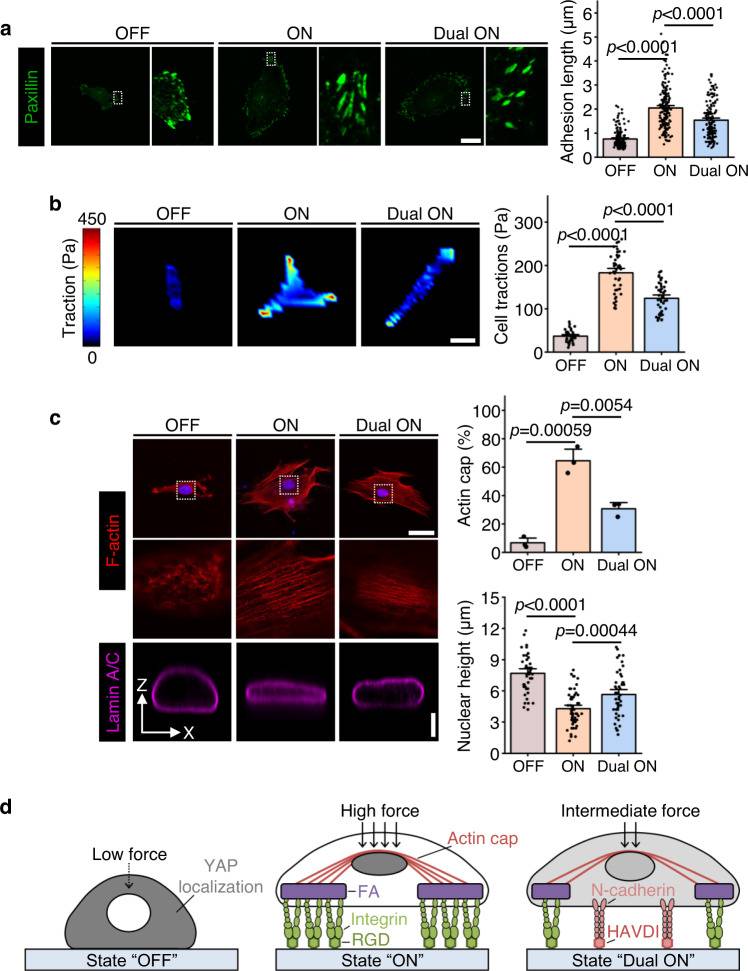 a
OFF
ON
Dual ON
Paxillin
Adhesion length (μm)
6
5
4
3
2
1
0
p<0.0001
p<0.0001
OFF
ON
Dual ON
b
450
Traction (Pa)
0
OFF
ON
Dual ON
Cell tractions (Pa)
300
200
100
0
p<0.0001
p<0.0001
OFF
ON
Dual ON
c
OFF
ON
Dual ON
F-actin
Lamin A/C
Z
X
Actin cap (%)
100
80
60
40
20
0
p=0.0054
p=0.00059
OFF
ON
Dual ON
Nuclear height (μm)
15
12
9
6
3
0
p<0.0001
p=0.00044
OFF
ON
Dual ON
d
Low force
YAP
localization
State “OFF”
High force
Actin cap
FA
Integrin
RGD
State “ON”
Intermediate force
N-cadherin
HAVDI
State “Dual ON”